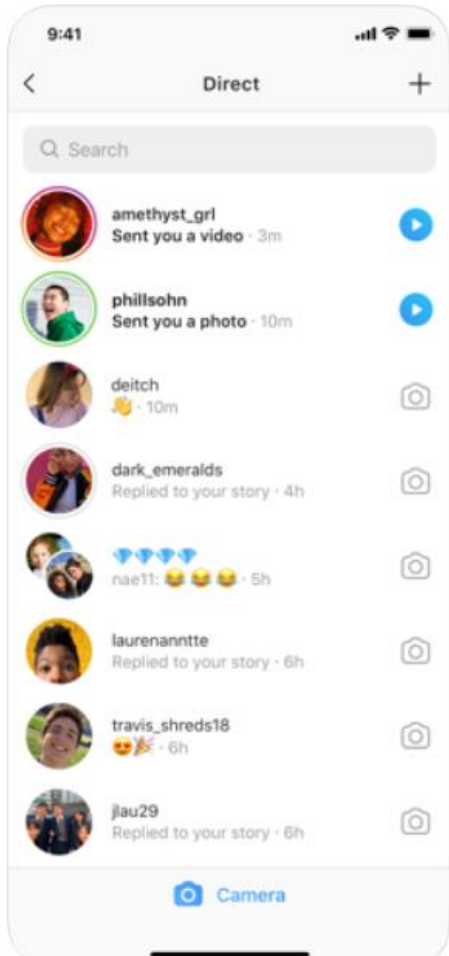 9:41
Direct
Search
amethyst_grl
Sent you a video · 3m
phillsohn
Sent you a photo · 10m
deitch
👋 · 10m
dark_emeralds
Replied to your story · 4h
💎💎💎💎
nae11: 😂😂😂 · 5h
laurenanntte
Replied to your story · 6h
travis_shreds18
😍🎉 · 6h
jlau29
Replied to your story · 6h
Camera